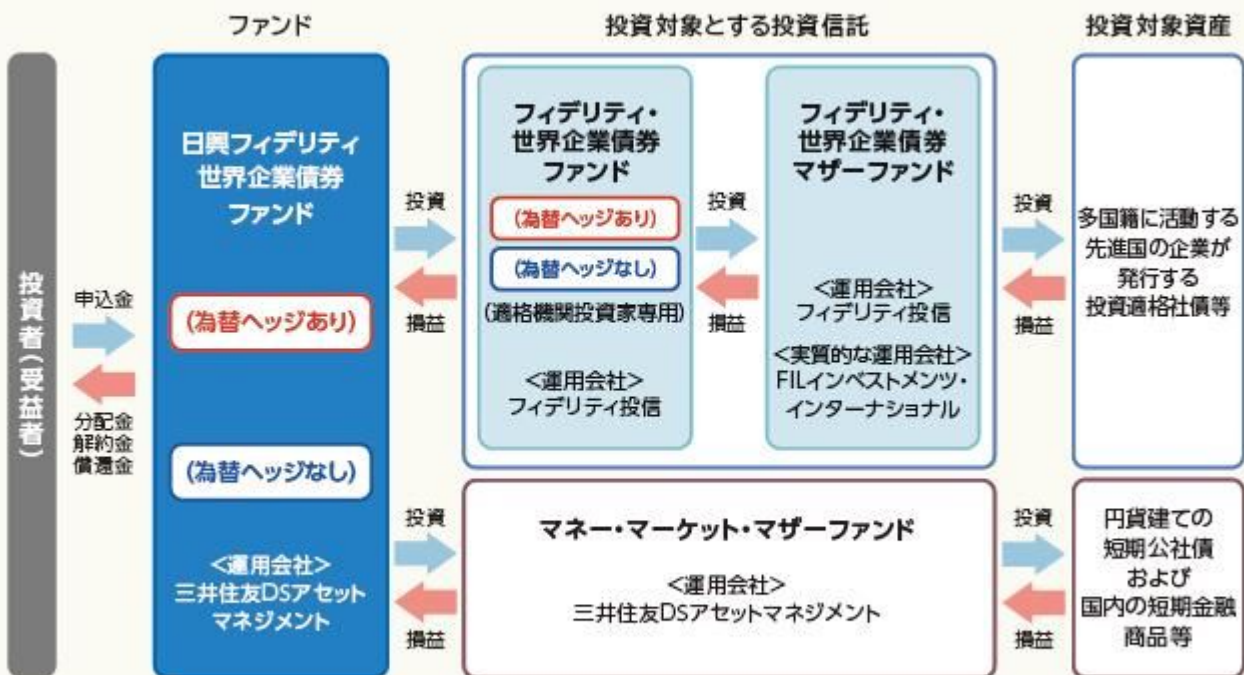 ファンド
投資対象とする投資信託
投資対象資産
投資者(受益者)
申込金
分配金
解約金
償還金
日興フィデリティ
世界企業債券
ファンド
(為替ヘッジあり)
(為替ヘッジなし)
<運用会社>
三井住友DSアセット
マネジメント
投資
損益
フィデリティ・
世界企業債券
ファンド
(為替ヘッジあり)
(為替ヘッジなし)
(適格機関投資家専用)
<運用会社>
フィデリティ投信
投資
損益
フィデリティ・
世界企業債券
マザーファンド
<運用会社>
フィデリティ投信
<実質的な運用会社>
FILインベストメンツ・
インターナショナル
投資
損益
多国籍に活動する
先進国の企業が
発行する
投資適格社債等
投資
損益
マネー・マーケット・マザーファンド
<運用会社>
三井住友DSアセットマネジメント
投資
損益
円貨建ての
短期公社債
および
国内の短期金融
商品等